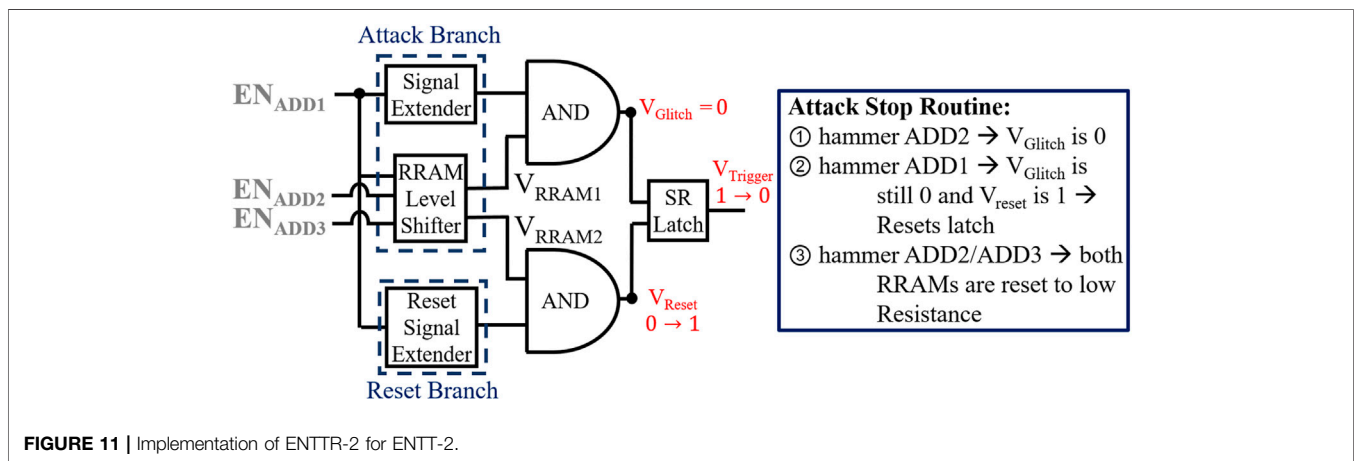 Attack Branch
EN_ADD1
Signal
Extender
AND
V_Glitch = 0
EN_ADD2
EN_ADD3
RRAM
Level
Shifter
V_RRAM1
V_RRAM2
SR
Latch
V_Trigger
1 → 0
Reset
Signal
Extender
AND
V_Reset
0 → 1
Reset Branch
Attack Stop Routine:
① hammer ADD2 → V_Glitch is 0
② hammer ADD1 → V_Glitch is
still 0 and V_reset is 1 →
Resets latch
③ hammer ADD2/ADD3 → both
RRAMs are reset to low
Resistance
FIGURE 11 | Implementation of ENTTR-2 for ENTT-2.